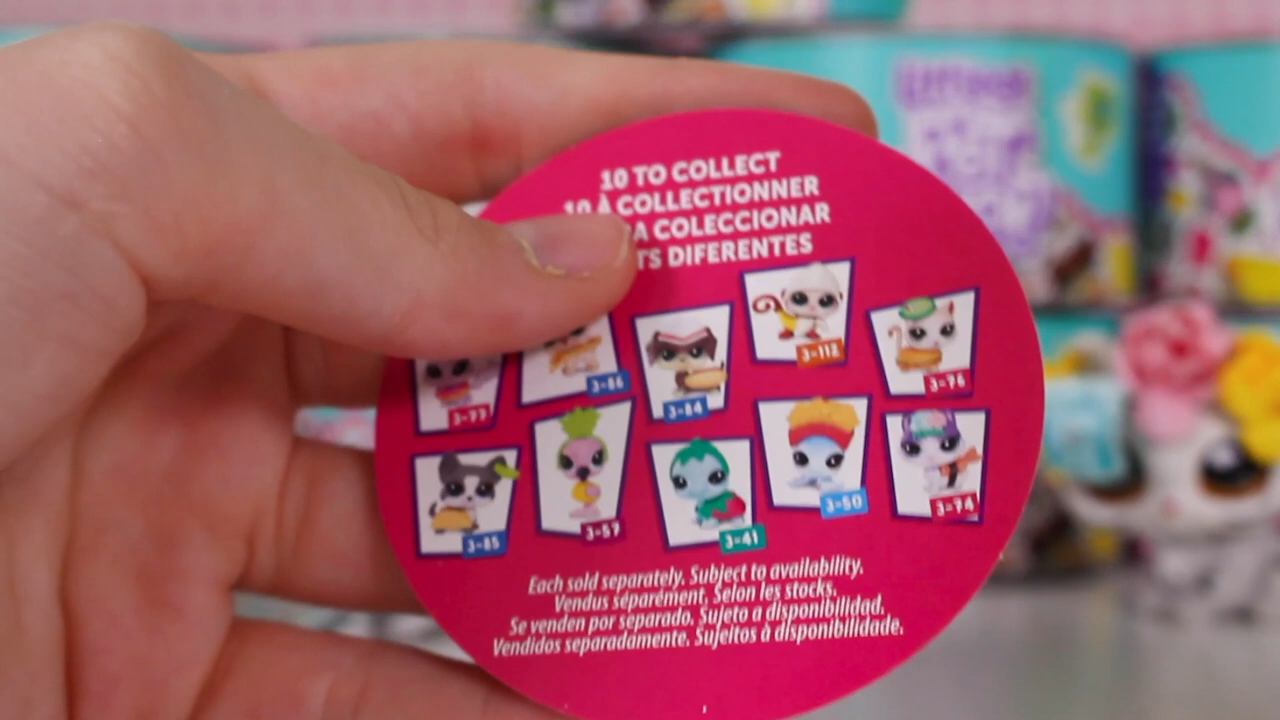 10 TO COLLECT
10 À COLLECTIONNER
A COLECCIONAR
TS DIFERENTES
3-112
3-76
3-86
3-84
3-77
3-50
3-74
3-57
3-41
3-85
Each sold separately. Subject to availability.
Vendus séparément. Selon les stocks.
Se venden por separado. Sujeto a disponibilidad.
Vendidos separadamente. Sujeitos à disponibilidade.